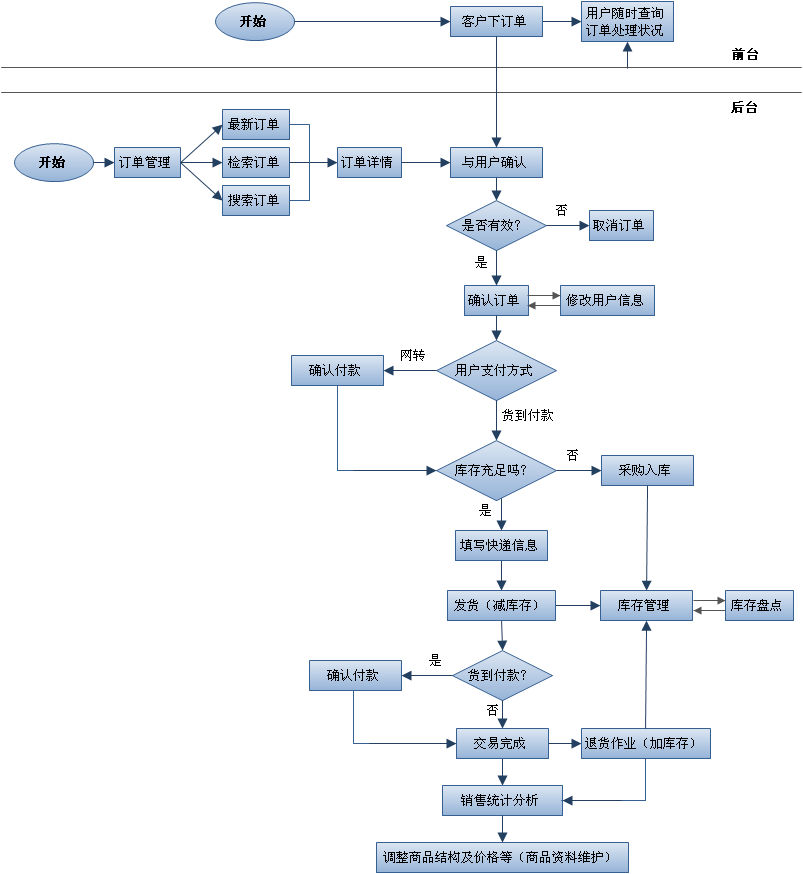 开始
客户下订单
用户随时查询
订单处理状况
前台
后台
最新订单
开始
订单管理
检索订单
订单详情
与用户确认
搜索订单
是否有效?
否
取消订单
是
确认订单
修改用户信息
网转
确认付款
用户支付方式
货到付款
库存充足吗?
否
采购入库
是
填写快递信息
发货（减库存）
库存管理
库存盘点
是
确认付款
货到付款?
否
交易完成
退货作业（加库存）
销售统计分析
调整商品结构及价格等（商品资料维护）